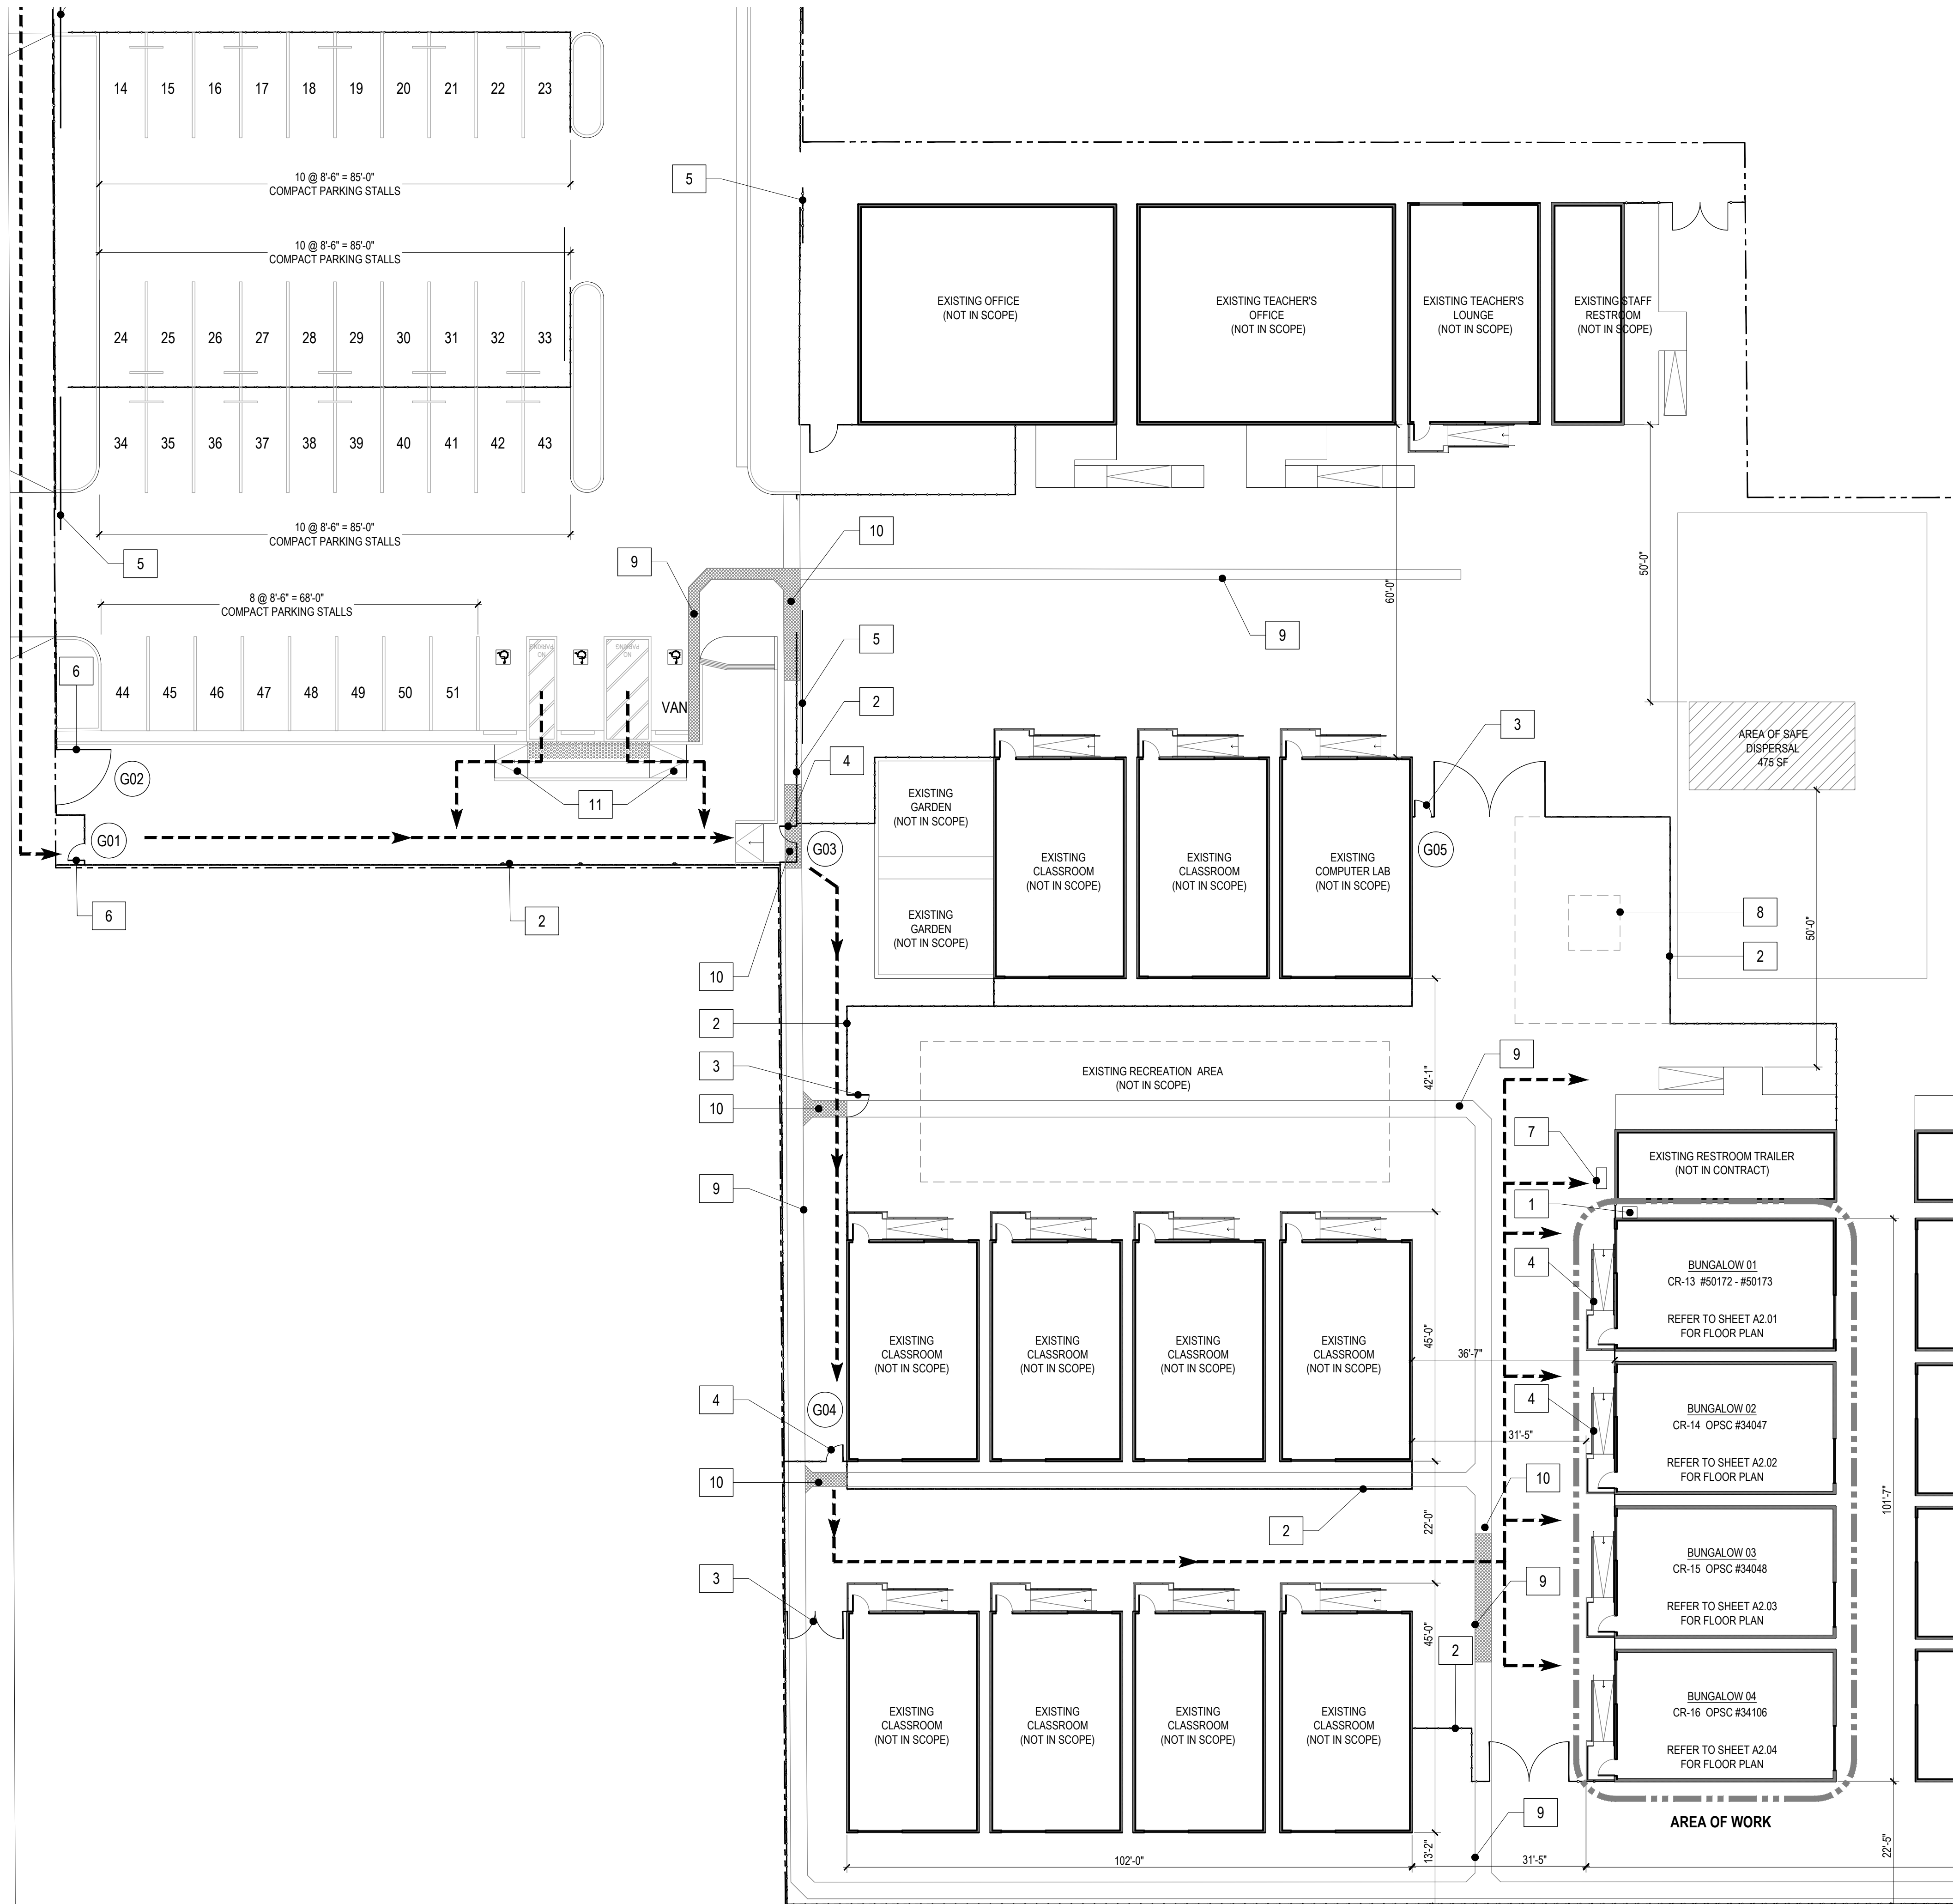 14 15 16 17 18 19 20 21 22 23
10 @ 8'-6" = 85'-0"
COMPACT PARKING STALLS
5
10 @ 8'-6" = 85'-0"
COMPACT PARKING STALLS
EXISTING OFFICE
(NOT IN SCOPE)
EXISTING TEACHER'S
OFFICE
(NOT IN SCOPE)
EXISTING TEACHER'S
LOUNGE
(NOT IN SCOPE)
EXISTING STAFF
RESTROOM
(NOT IN SCOPE)
24 25 26 27 28 29 30 31 32 33
34 35 36 37 38 39 40 41 42 43
10 @ 8'-6" = 85'-0"
COMPACT PARKING STALLS
5
10
9
9
60'-0"
50'-0"
8 @ 8'-6" = 68'-0"
COMPACT PARKING STALLS
5
6
NO
PARKING
NO
PARKING
44 45 46 47 48 49 50 51
VAN
2
3
4
AREA OF SAFE
DISPERSAL
475 SF
G02
11
G01
G03
G05
EXISTING
GARDEN
(NOT IN SCOPE)
EXISTING
GARDEN
(NOT IN SCOPE)
EXISTING
CLASSROOM
(NOT IN SCOPE)
EXISTING
CLASSROOM
(NOT IN SCOPE)
EXISTING
COMPUTER LAB
(NOT IN SCOPE)
6
2
8
2
50'-0"
10
2
3
10
9
EXISTING RECREATION AREA
(NOT IN SCOPE)
42'-1"
9
7
EXISTING RESTROOM TRAILER
(NOT IN CONTRACT)
1
4
BUNGALOW 01
CR-13 #50172 - #50173
REFER TO SHEET A2.01
FOR FLOOR PLAN
EXISTING
CLASSROOM
(NOT IN SCOPE)
EXISTING
CLASSROOM
(NOT IN SCOPE)
EXISTING
CLASSROOM
(NOT IN SCOPE)
EXISTING
CLASSROOM
(NOT IN SCOPE)
45'-0"
36'-7"
4
G04
4
BUNGALOW 02
CR-14 OPSC #34047
REFER TO SHEET A2.02
FOR FLOOR PLAN
31'-5"
10
10
101'-7"
2
22'-0"
3
9
BUNGALOW 03
CR-15 OPSC #34048
REFER TO SHEET A2.03
FOR FLOOR PLAN
2
45'-0"
EXISTING
CLASSROOM
(NOT IN SCOPE)
EXISTING
CLASSROOM
(NOT IN SCOPE)
EXISTING
CLASSROOM
(NOT IN SCOPE)
EXISTING
CLASSROOM
(NOT IN SCOPE)
BUNGALOW 04
CR-16 OPSC #34106
REFER TO SHEET A2.04
FOR FLOOR PLAN
9
AREA OF WORK
102'-0"
13'-2"
31'-5"
22'-5"